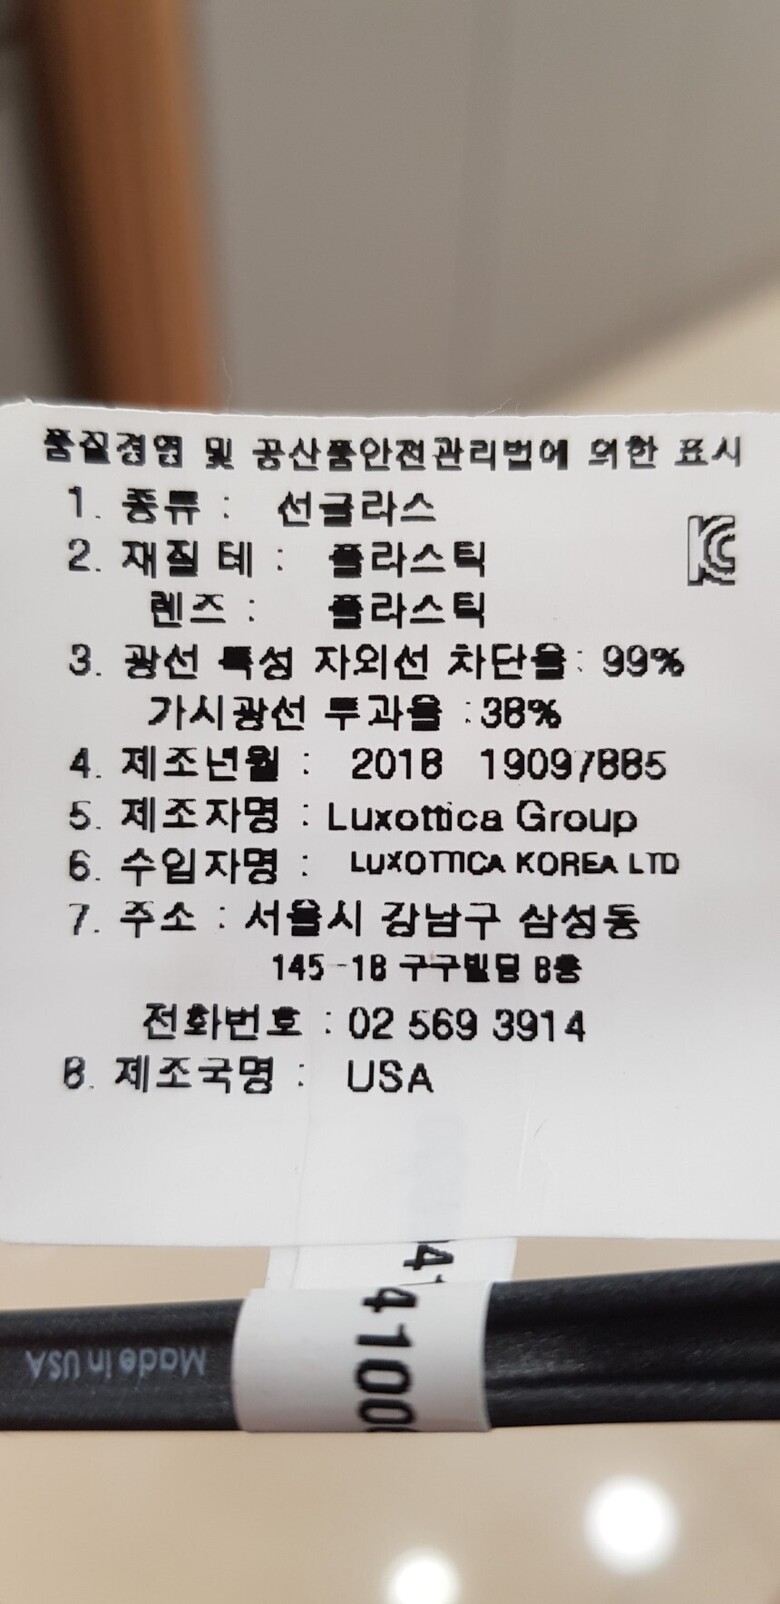 품질경영 및 공산품안전관리법에 의한 표시
1. 종류 : 선글라스
2. 재질 테 : 플라스틱
렌즈 : 플라스틱
KC
3. 광선 특성 자외선 차단율: 99%
가시광선 투과율 :38%
4. 제조년월 : 2018 19097885
5. 제조자명 : Luxottica Group
6. 수입자명 : LUXOTTICA KOREA LTD
7. 주소 : 서울시 강남구 삼성동
145-18 구구빌딩 8층
전화번호 : 02 569 3914
8. 제조국명 : USA
Made in USA